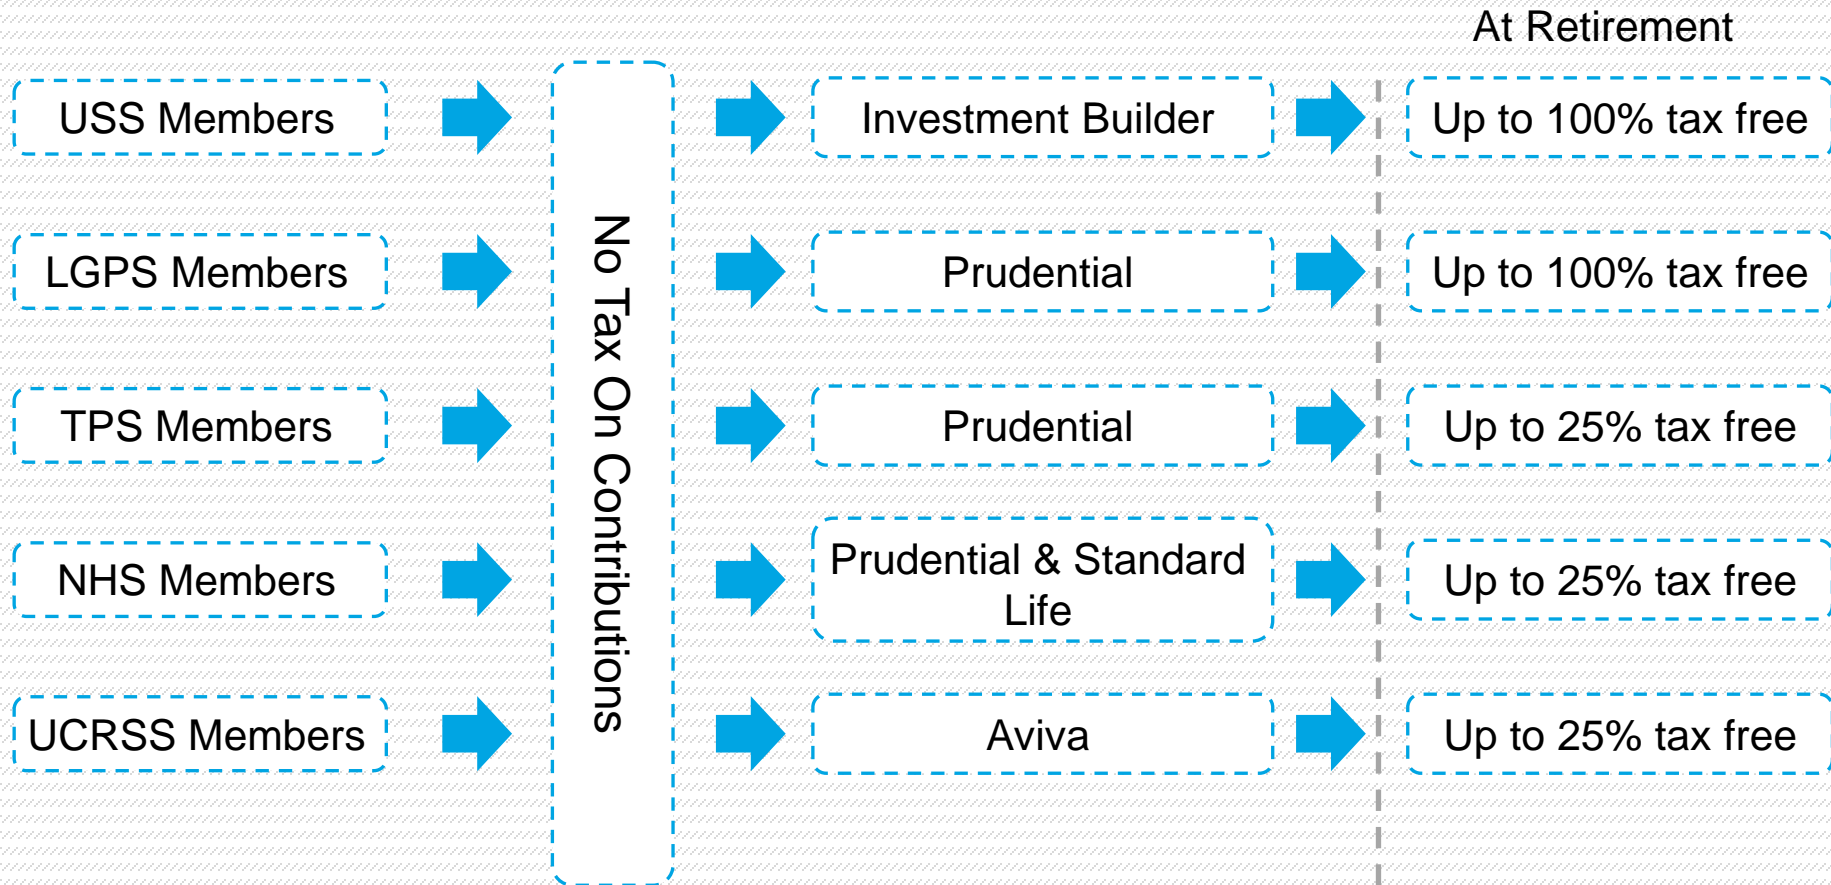 At Retirement
USS Members
Investment Builder
Up to 100% tax free
LGPS Members
Prudential
Up to 100% tax free
No Tax On Contributions
TPS Members
Prudential
Up to 25% tax free
NHS Members
Prudential & Standard
Life
Up to 25% tax free
UCRSS Members
Aviva
Up to 25% tax free